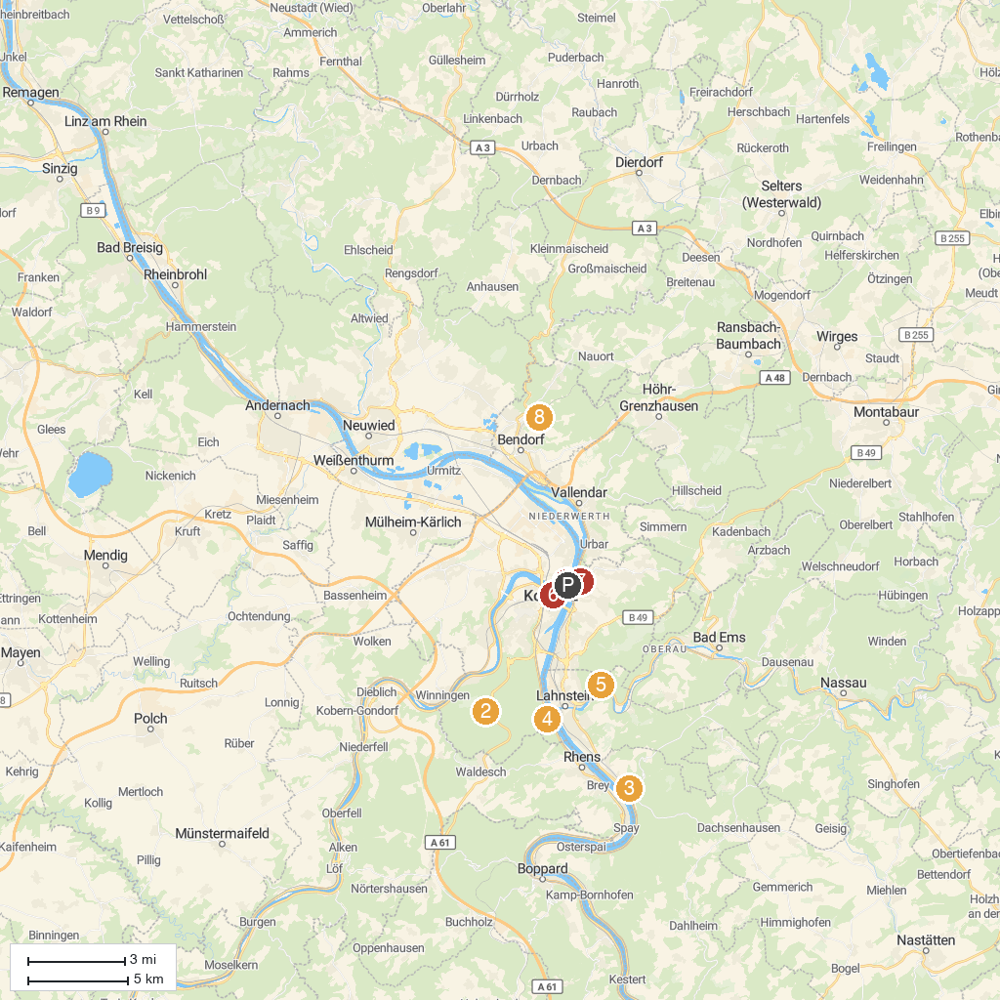 Neustadt (Wied)
Oberlahr
Steimel
Rheinbreitbach
Vettelschoß
Ammerich
Unkel
Fernthal
Güllesheim
Puderbach
Sankt Katharinen
Rahms
Hanroth
Remagen
Dürrholz
Freirachdorf
Raubach
Herschbach
Hartenfels
Linz am Rhein
Linkenbach
A 3
Urbach
Rückeroth
Freilingen
Sinzig
Dierdorf
Dernbach
Weidenhahn
Selters
(Westerwald)
B 9
A 3
Quirnbach
B 255
Bad Breisig
Ehlscheid
Kleinmaischeid
Nordhofen
Helferskirchen
Deesen
Großmaischeid
Franken
Rheinbrohl
Rengsdorf
Anhausen
Breitenau
Ötzingen
Mogendorf
Meudt
Waldorf
Hammerstein
Altwied
Ransbach-
Baumbach
Wirges
B 255
Nauort
Staudt
A 48
Dernbach
Kell
Höhr-
Grenzhausen
Andernach
Montabaur
8
Neuwied
Glees
Eich
Bendorf
B 49
Weißenthurm
Urmitz
Nickenich
Niederelbert
Hillscheid
Vallendar
Miesenheim
Kretz
Plaidt
NIEDERWERTH
Stahlhofen
Mülheim-Kärlich
Simmern
Oberelbert
Bell
Kruft
Kadenbach
Saffig
Urbar
Arzbach
Mendig
Welschneudorf
Horbach
P
6
Bassenheim
Hübingen
Kottenheim
Ochtendung
B 49
Bad Ems
Wolken
OBERAU
Winden
Mayen
Welling
Dausenau
Ruitsch
5
Nassau
Dieblich
Winningen
Lahnstein
Lonnig
Kobern-Gondorf
2
4
Polch
Rüber
Niederfell
Rhens
Kehrig
Waldesch
Brey
3
Mertloch
Singhofen
Kollig
Oberfell
Münstermaifeld
Spay
Dachsenhausen
Geisig
A 61
Kaifenheim
Alken
Osterspai
Pillig
Löf
Boppard
Bettendorf
Nörtershausen
Kamp-Bornhofen
Gemmerich
Miehlen
Burgen
Buchholz
Dahlheim
Himmighofen
Binningen
Oppenhausen
Nastätten
3 mi
Moselkern
Bogel
5 km
A 61
Kestert